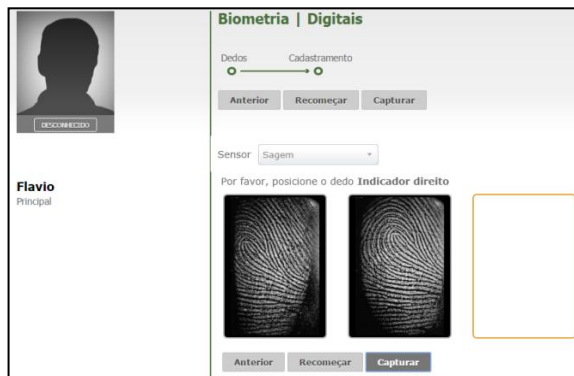 DESCONHECIDO
Flavio
Principal
Biometria | Digitais
Dedos Cadastramento
Anterior Recomeçar Capturar
Sensor Sagem
Por favor, posicione o dedo Indicador direito
Anterior Recomeçar Capturar